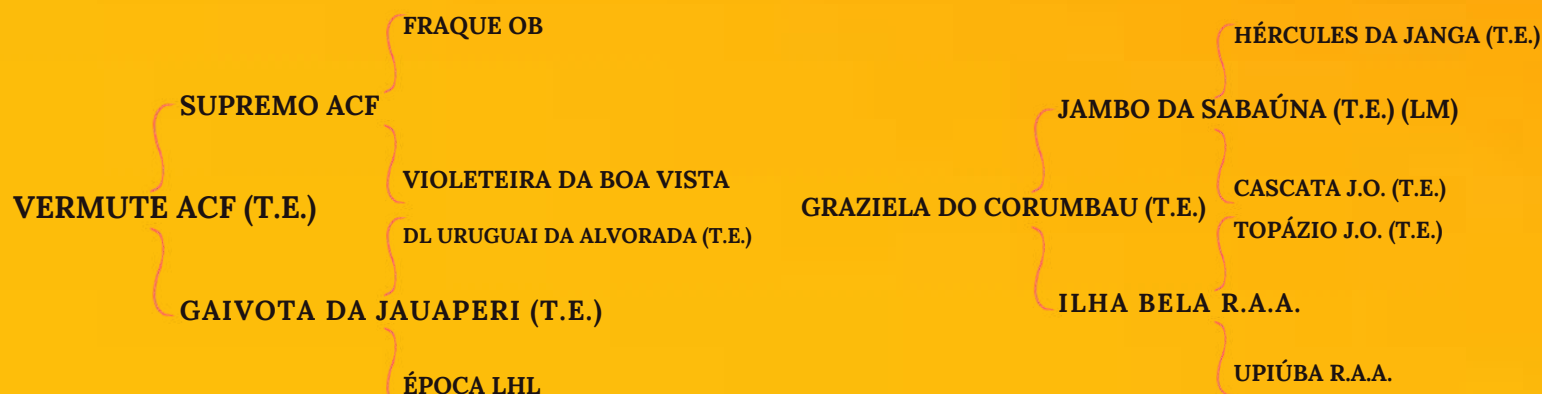 FRAQUE OB
SUPREMO ACF
VIOLETEIRA DA BOA VISTA
VERMUTE ACF (T.E.)
DL URUGUAI DA ALVORADA (T.E.)
GAIVOTA DA JAUAPERI (T.E.)
ÉPOCA LHL
HÉRCULES DA JANGA (T.E.)
JAMBO DA SABAÚNA (T.E.) (LM)
CASCATA J.O. (T.E.)
GRAZIELA DO CORUMBAU (T.E.)
TOPÁZIO J.O. (T.E.)
ILHA BELA R.A.A.
UPIÚBA R.A.A.